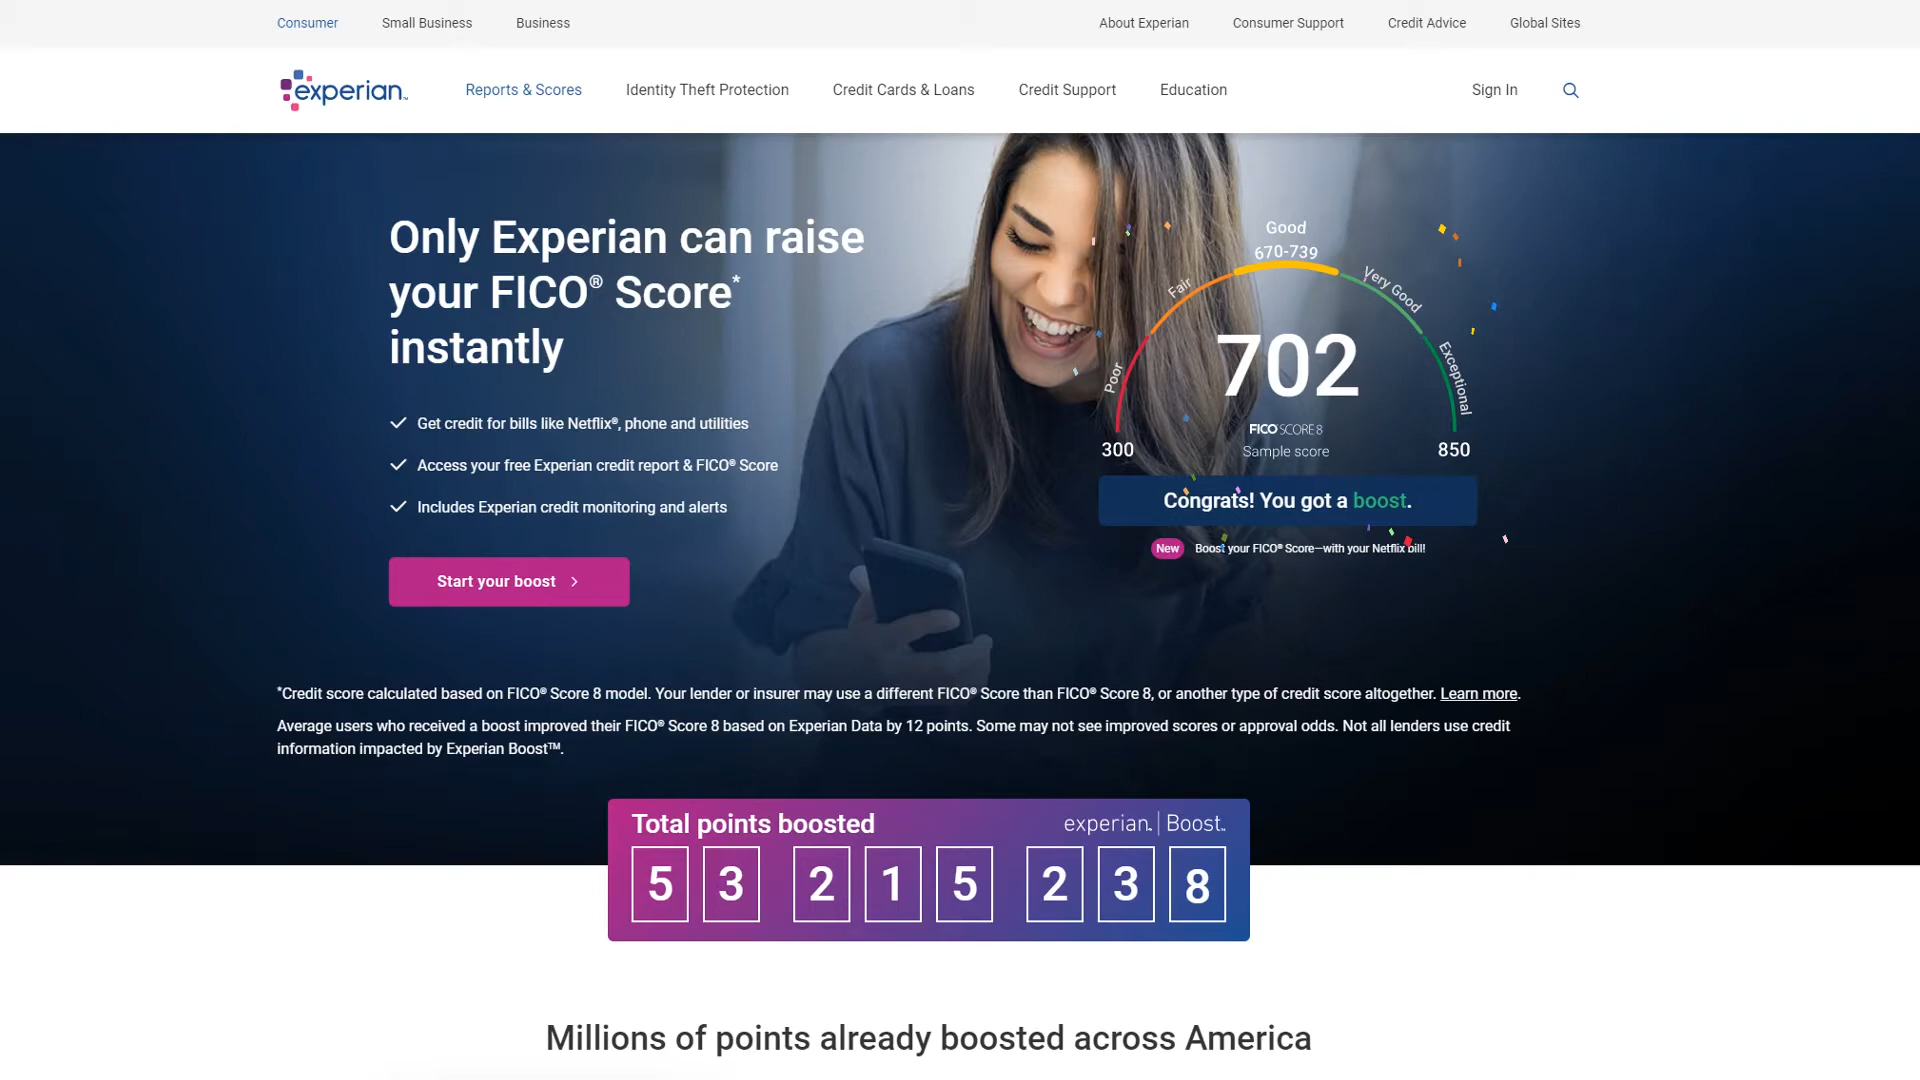 Consumer Small Business Business About Experian Consumer Support Credit Advice Global Sites
experian™ Reports & Scores Identity Theft Protection Credit Cards & Loans Credit Support Education Sign In
Only Experian can raise
your FICO® Score*
instantly
Get credit for bills like Netflix®, phone and utilities
Access your free Experian credit report & FICO® Score
Includes Experian credit monitoring and alerts
Start your boost
Good
670-739
Fair
Very Good
Poor
Exceptional
702
FICO SCORE 8
Sample score
300
850
Congrats! You got a boost.
New Boost your FICO® Score—with your Netflix bill!
*Credit score calculated based on FICO® Score 8 model. Your lender or insurer may use a different FICO® Score than FICO® Score 8, or another type of credit score altogether. Learn more.
Average users who received a boost improved their FICO® Score 8 based on Experian Data by 12 points. Some may not see improved scores or approval odds. Not all lenders use credit
information impacted by Experian Boost™.
Total points boosted experian™ | Boost™
5 3 2 1 5 2 3 8
Millions of points already boosted across America